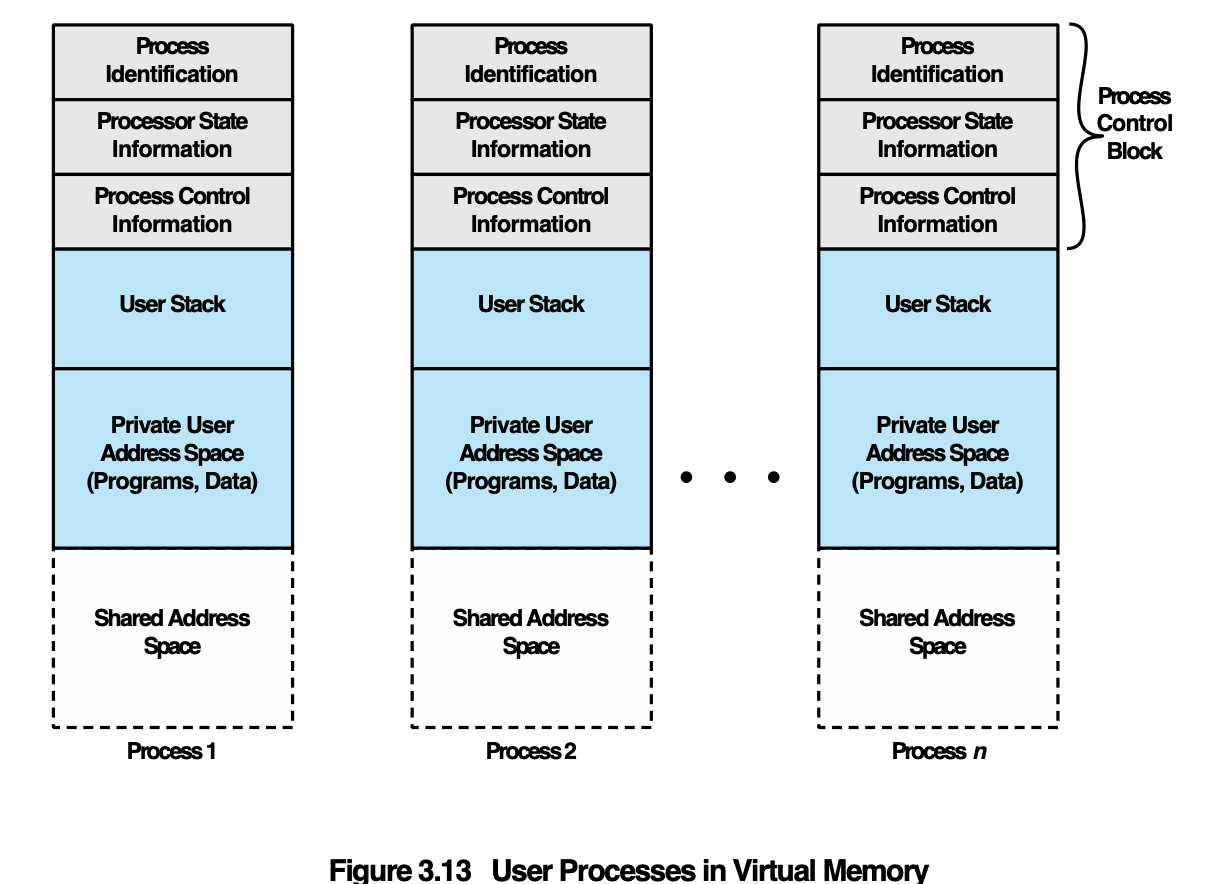 Process
Identification
Processor State
Information
Process Control
Information
User Stack
Private User
Address Space
(Programs, Data)
Shared Address
Space
Process 1
Process
Identification
Processor State
Information
Process Control
Information
User Stack
Private User
Address Space
(Programs, Data)
Shared Address
Space
Process 2
• • •
Process
Identification
Processor State
Information
Process Control
Information
User Stack
Private User
Address Space
(Programs, Data)
Shared Address
Space
Process n
Process
Control
Block
Figure 3.13 User Processes in Virtual Memory